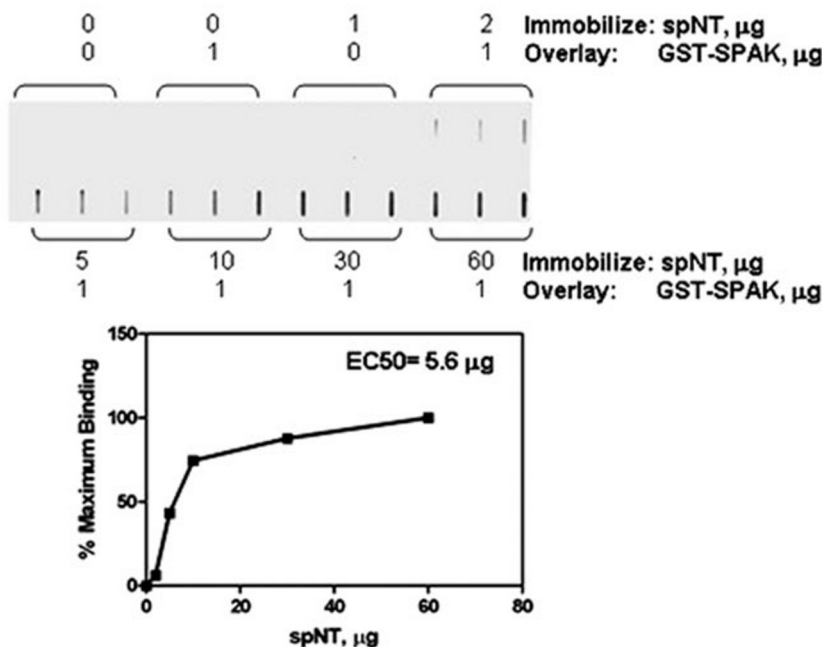 0 0 1 2 Immobilize: spNT, μg
0 1 0 1 Overlay: GST-SPAK, μg
5 10 30 60 Immobilize: spNT, μg
1 1 1 1 Overlay: GST-SPAK, μg
150
EC50= 5.6 μg
100
50
0
% Maximum Binding
0 20 40 60 80
spNT, μg